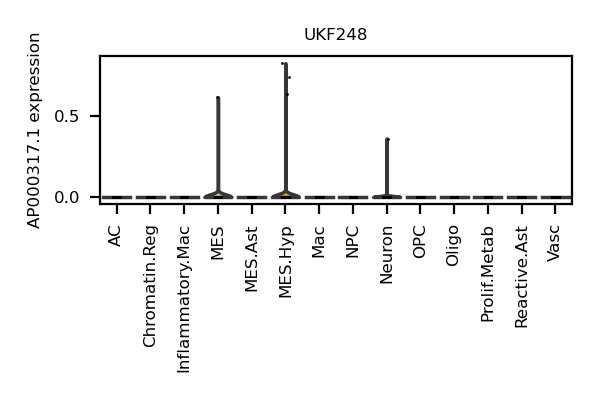 UKF248
AP000317.1 expression
0.5
0.0
AC
Chromatin.Reg
Inflammatory.Mac
MES
MES.Ast
MES.Hyp
Mac
NPC
Neuron
OPC
Oligo
Prolif.Metab
Reactive.Ast
Vasc